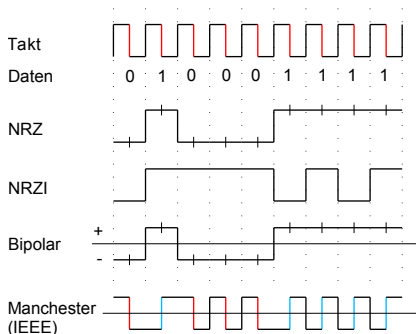 Takt
Daten 0 1 0 0 0 1 1 1 1
NRZ
NRZI
+
Bipolar
-
Manchester
(IEEE)